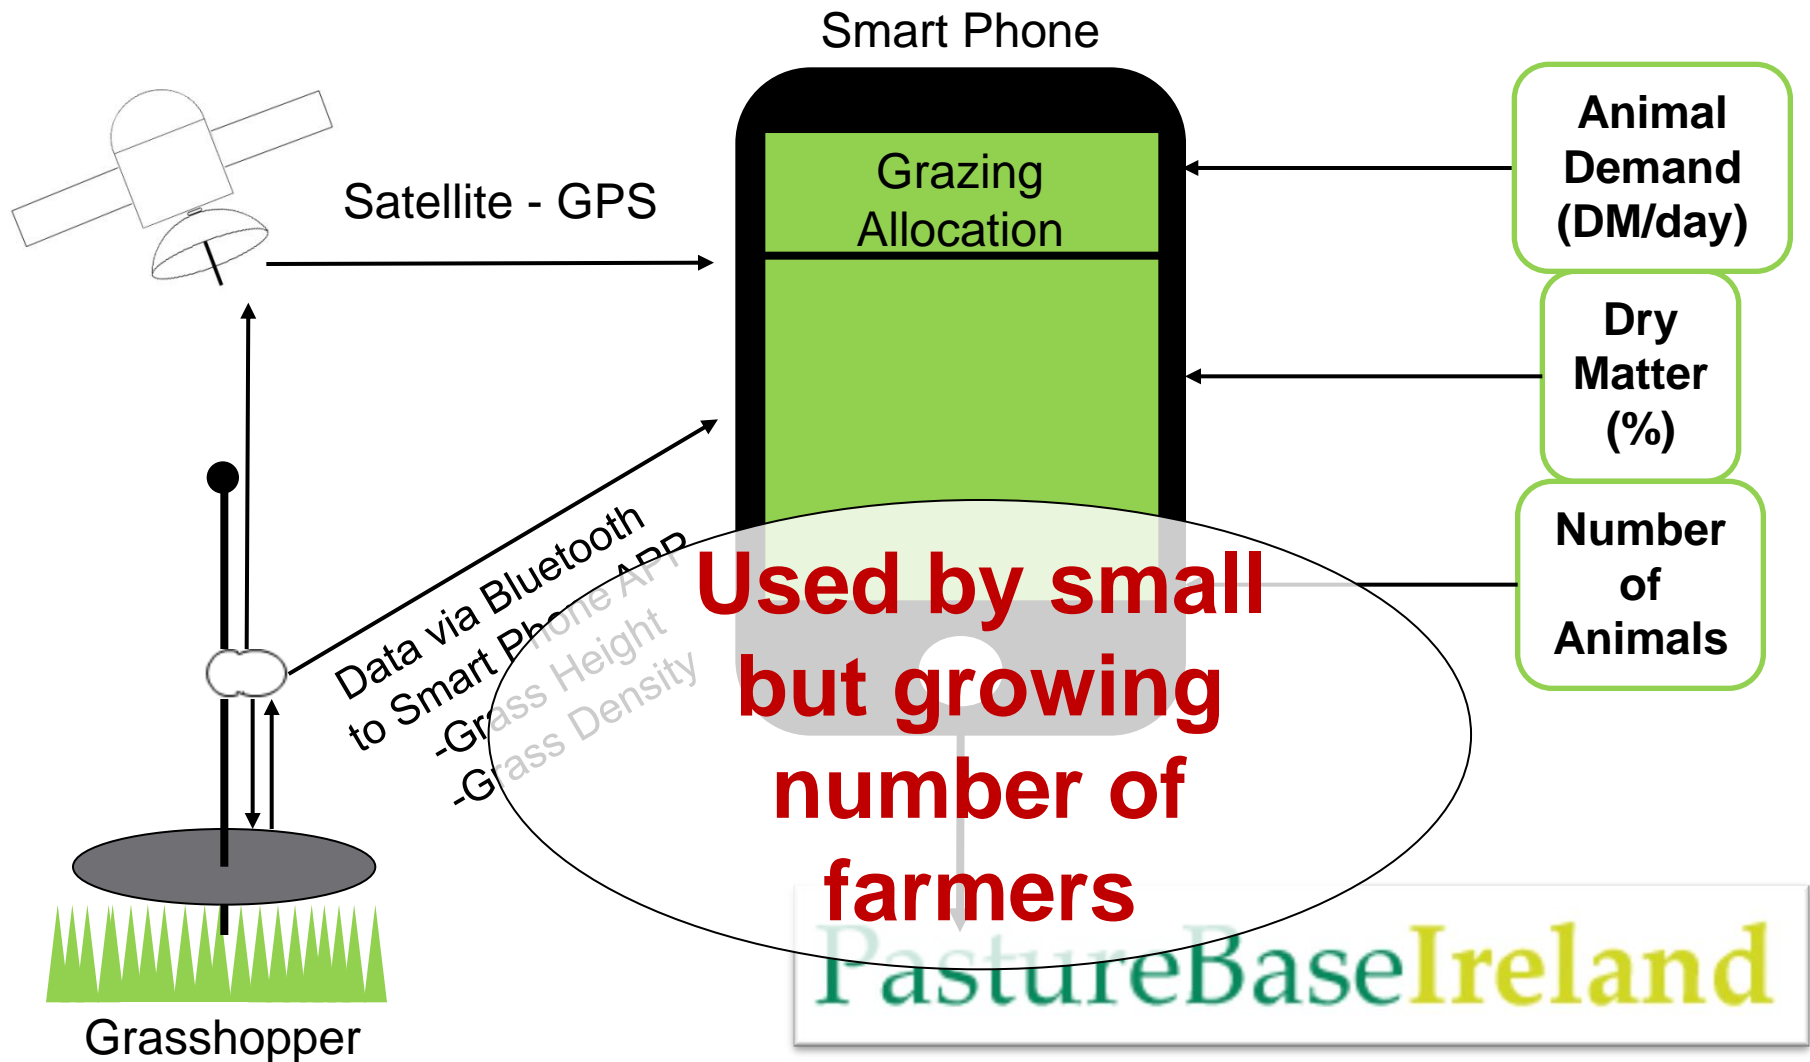 Smart Phone
Satellite - GPS
Grazing
Allocation
Animal
Demand
(DM/day)
Dry
Matter
(%)
Number
of
Animals
Data via Bluetooth
to Smart Phone APP
-Grass Height
-Grass Density
Used by small
but growing
number of
farmers
PastureBaseIreland
Grasshopper